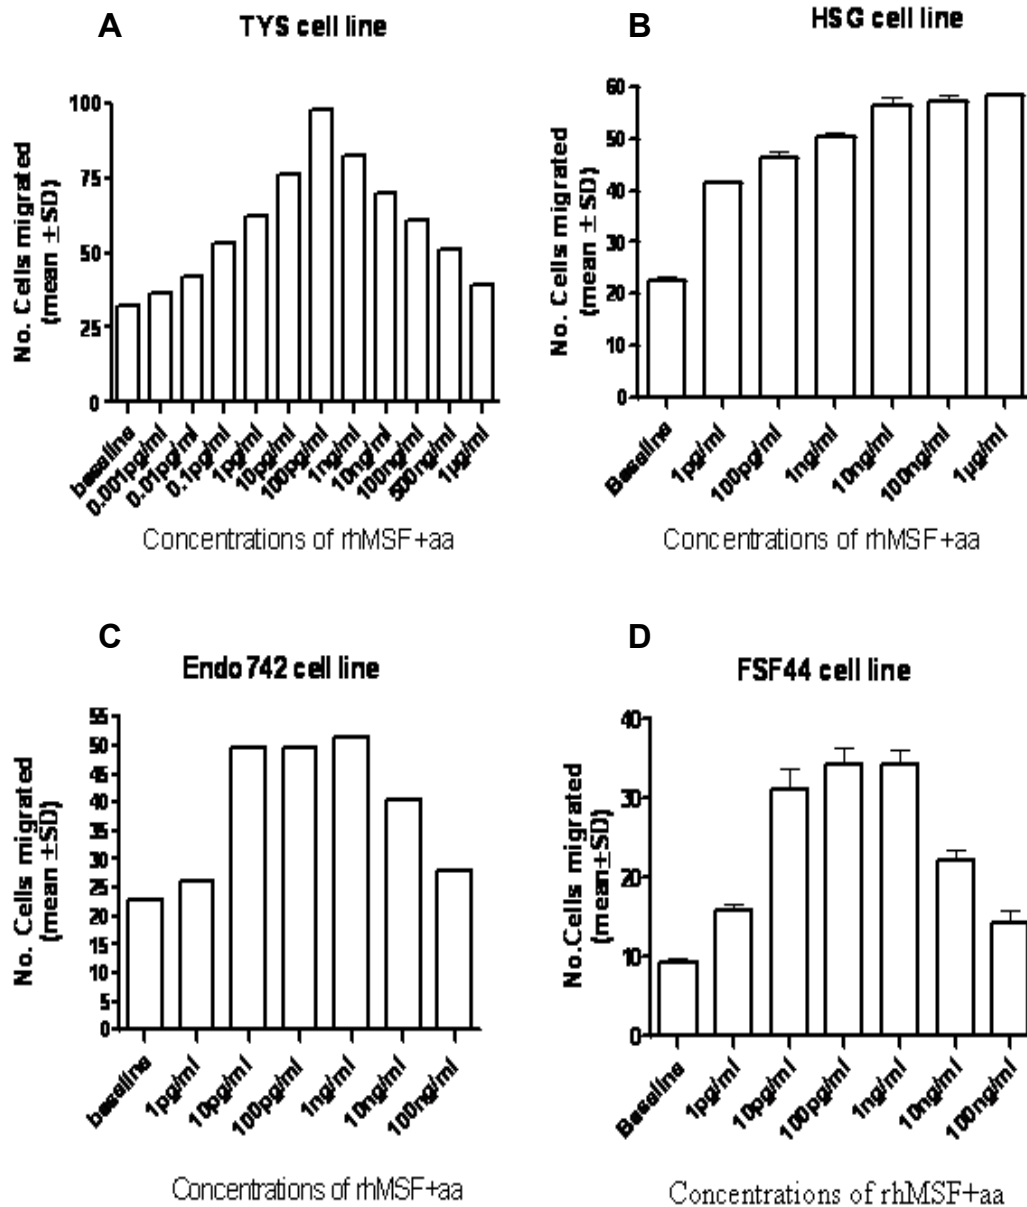 A
TYS cell line
No. Cells migrated
(mean ±SD)
100
75
50
25
0
baseline
0.001pg/ml
0.01pg/ml
0.1pg/ml
1pg/ml
10pg/ml
100pg/ml
1ng/ml
10ng/ml
100ng/ml
500ng/ml
1µg/ml
Concentrations of rhMSF+aa
B
HSG cell line
No. Cells migrated
(mean ±SD)
60
50
40
30
20
10
0
Baseline
1pg/ml
100pg/ml
1ng/ml
10ng/ml
100ng/ml
1µg/ml
Concentrations of rhMSF+aa
C
Endo742 cell line
No. Cells migrated
(mean ±SD)
55
50
45
40
35
30
25
20
15
10
5
0
baseline
1pg/ml
10pg/ml
100pg/ml
1ng/ml
10ng/ml
100ng/ml
Concentrations of rhMSF+aa
D
FSF44 cell line
No.Cells migrated
(mean±SD)
40
30
20
10
0
Baseline
1pg/ml
10pg/ml
100pg/ml
1ng/ml
10ng/ml
100ng/ml
Concentrations of rhMSF+aa